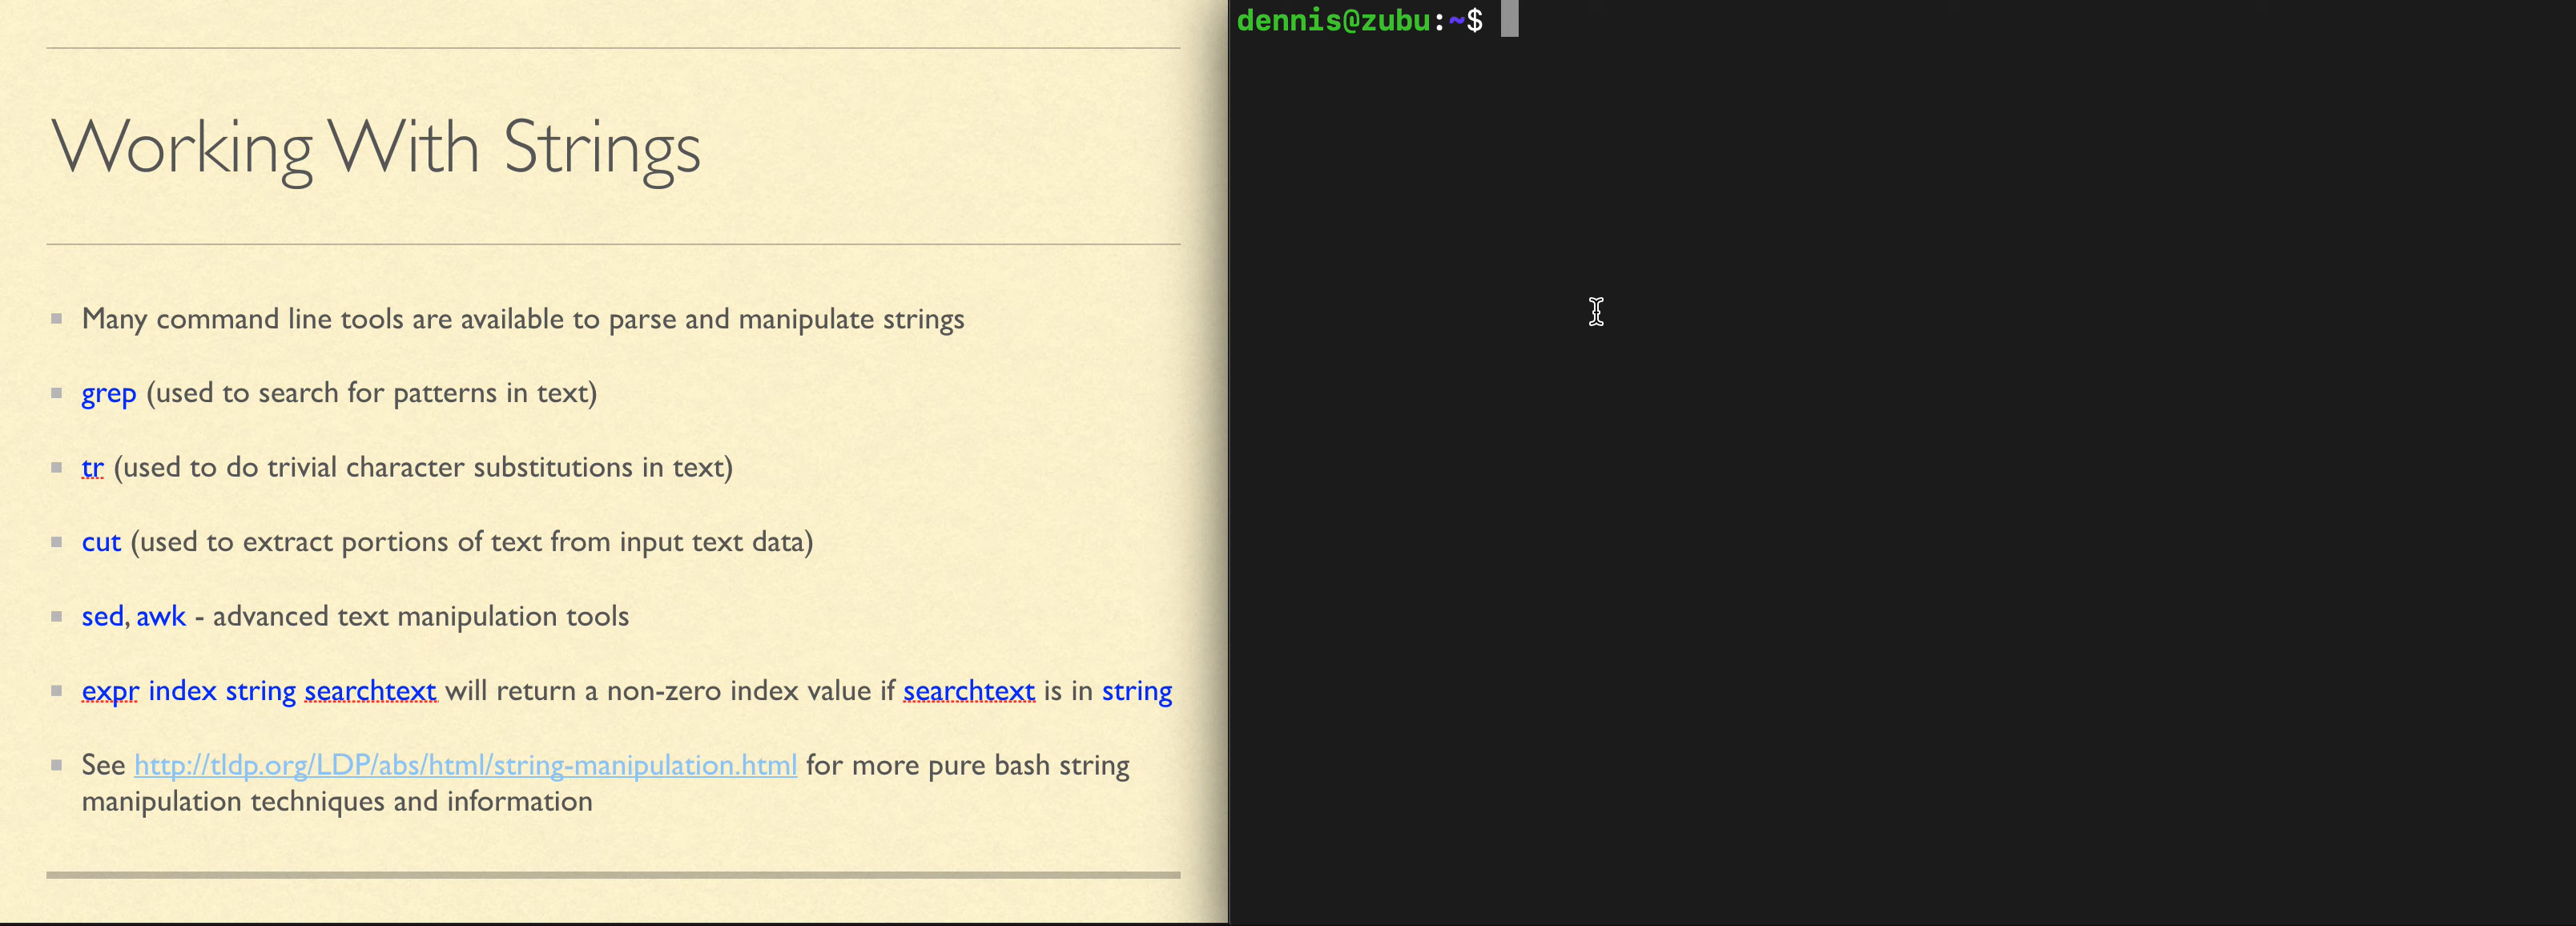 Working With Strings
Many command line tools are available to parse and manipulate strings
grep (used to search for patterns in text)
tr (used to do trivial character substitutions in text)
cut (used to extract portions of text from input text data)
sed, awk - advanced text manipulation tools
expr index string searchtext will return a non-zero index value if searchtext is in string
See http://tldp.org/LDP/abs/html/string-manipulation.html for more pure bash string
manipulation techniques and information
dennis@zubu:~$